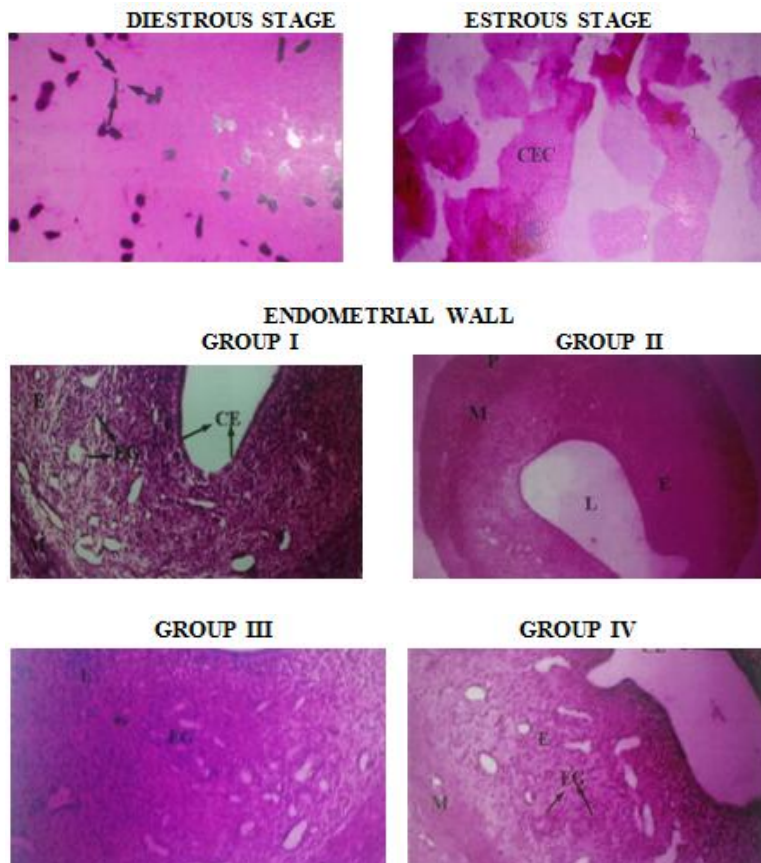 DIESTROUS STAGE
ESTROUS STAGE
L
CEC
ENDOMETRIAL WALL
GROUP I
GROUP II
E
CE
EG
P
M
E
L
GROUP III
GROUP IV
EG
E
EG
M